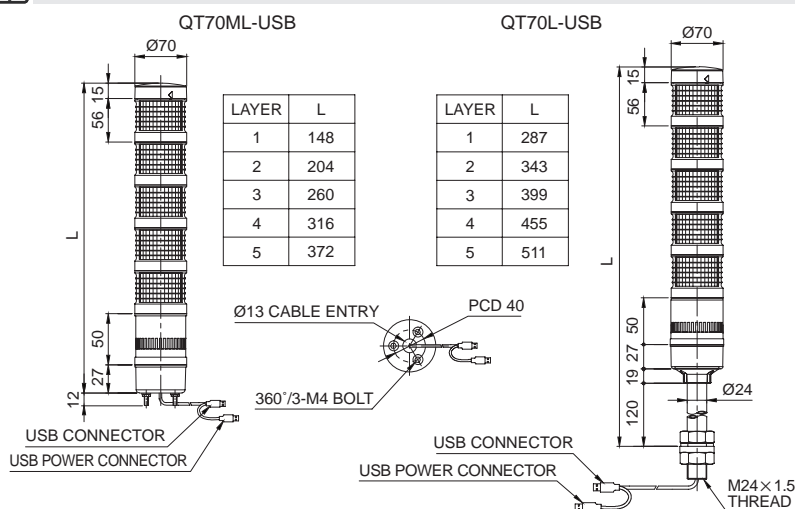 QT70ML-USB
QT70L-USB
Ø70
15
56
L
50
27
12
LAYER L
1 148
2 204
3 260
4 316
5 372
LAYER L
1 287
2 343
3 399
4 455
5 511
Ø70
15
56
L
50
27
19
120
Ø24
Ø13 CABLE ENTRY
PCD 40
360°/3-M4 BOLT
USB CONNECTOR
USB POWER CONNECTOR
USB CONNECTOR
USB POWER CONNECTOR
M24×1.5
THREAD